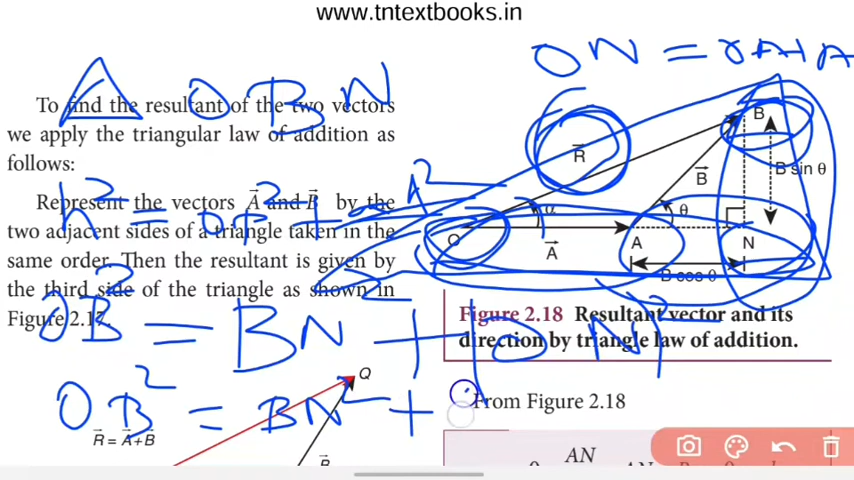 www.tntextbooks.in
ON =
△ OBN
To find the resultant of the two vectors
we apply the triangular law of addition as
follows:
Represent the vectors A⃗ and B⃗ by the
two adjacent sides of a triangle taken in the
same order. Then the resultant is given by
the third side of the triangle as shown in
Figure 2.17.
h² =
OB² = BN² + (O N)²
OB² = BN² +
Q
R⃗ = A⃗+B⃗
B
R⃗
B⃗
B sin θ
α
θ
O
A
N
A⃗
B cos θ
Figure 2.18 Resultant vector and its
direction by triangle law of addition.
From Figure 2.18
AN